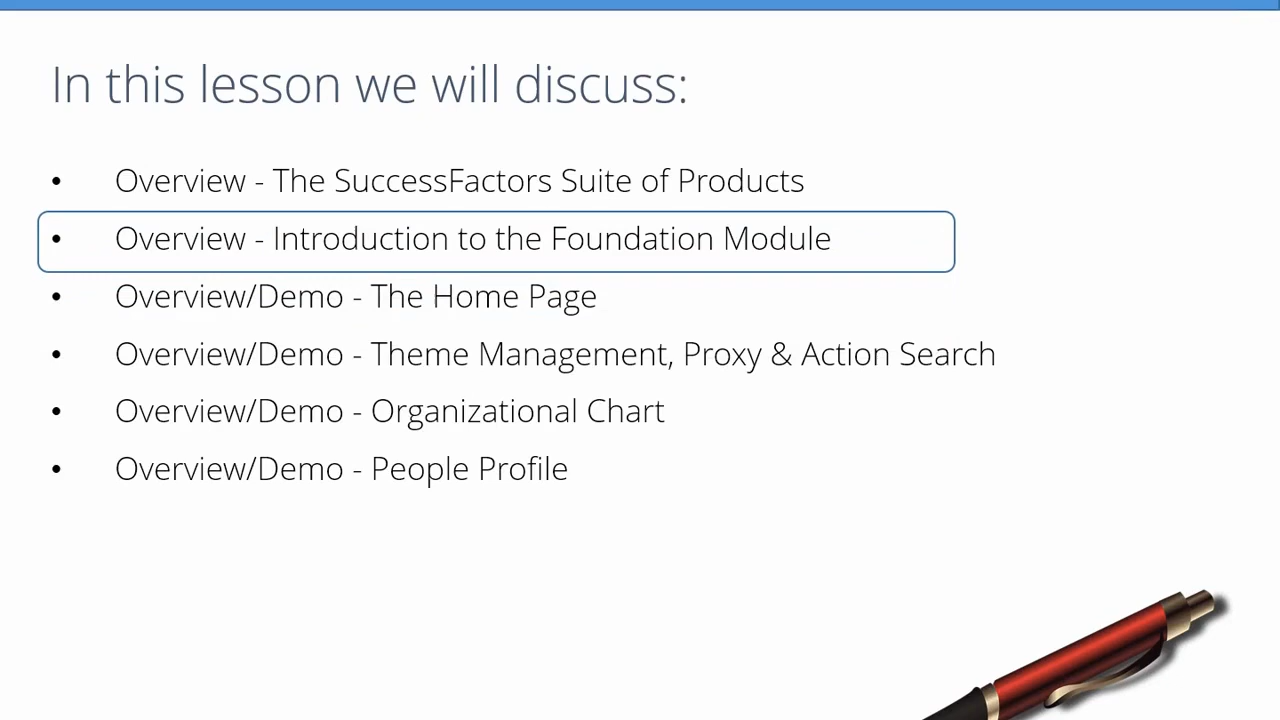 In this lesson we will discuss:
• Overview - The SuccessFactors Suite of Products
• Overview - Introduction to the Foundation Module
• Overview/Demo - The Home Page
• Overview/Demo - Theme Management, Proxy & Action Search
• Overview/Demo - Organizational Chart
• Overview/Demo - People Profile